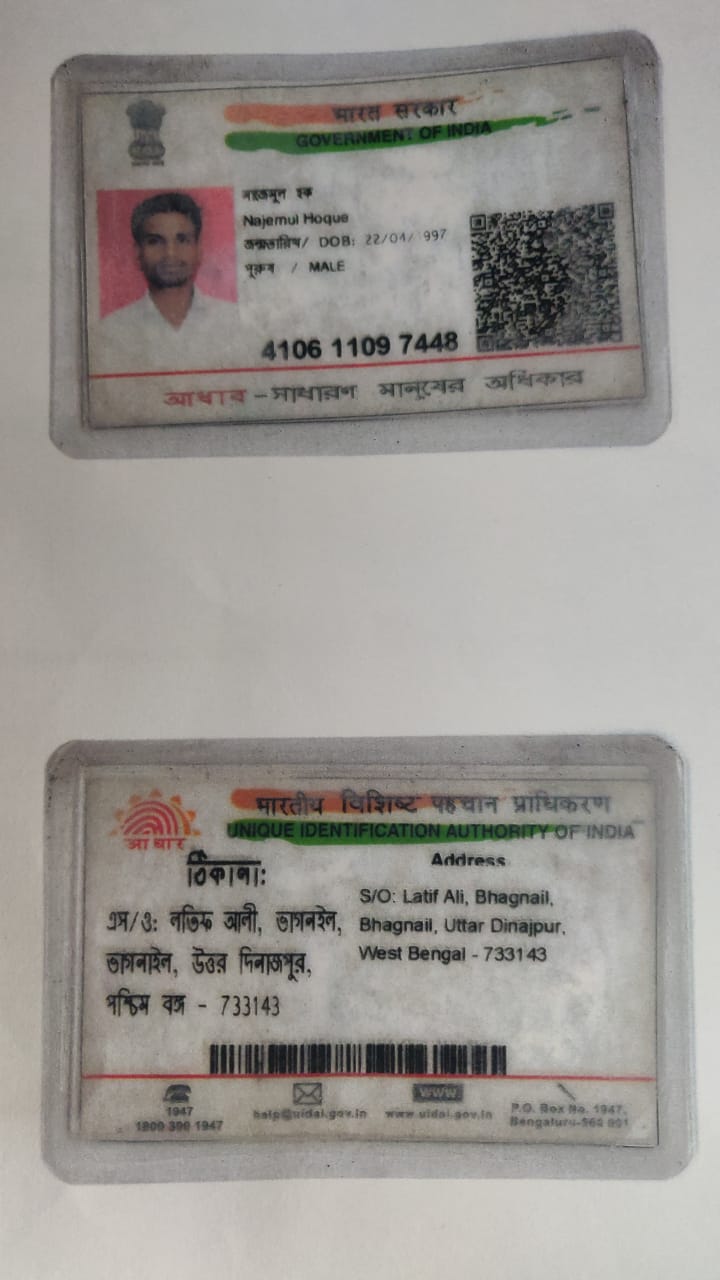 भारत सरकार
GOVERNMENT OF INDIA
নাজেমুল হক
Najemul Hoque
জন্মতারিখ/ DOB: 22/04/ 997
পুরুষ / MALE
4106 1109 7448
আধাৰ – সাধারণ মানুষের অধিকার
भारतीय विशिष्ट पहचान प्राधिकरण
आधार
UNIQUE IDENTIFICATION AUTHORITY OF INDIA
ঠিকানা:
এস/ও: লতিফ আলী, ভাগনইল,
ভাগনাইল, উত্তর দিনাজপুর,
পশ্চিম বঙ্গ - 733143
Address
S/O: Latif Ali, Bhagnail,
Bhagnail, Uttar Dinajpur,
West Bengal - 733143
1947
1800 300 1947
help@uidai.gov.in
www
www.uidai.gov.in
P.O. Box No. 1947,
Bengaluru-560 001